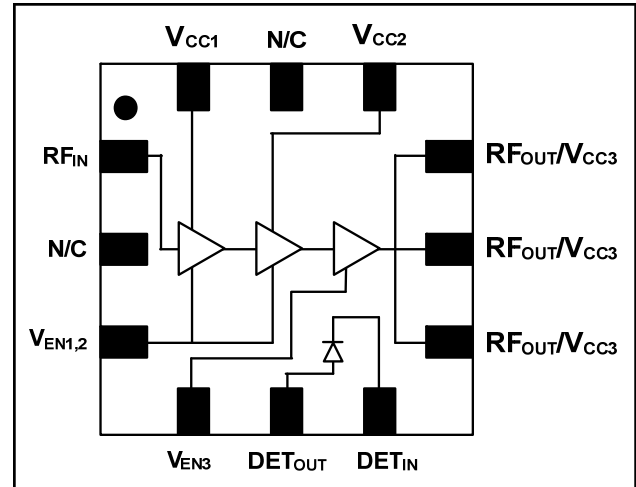 VCC1 N/C VCC2
RFIN RFOUT/VCC3
N/C RFOUT/VCC3
VEN1,2 RFOUT/VCC3
VEN3 DETOUT DETIN